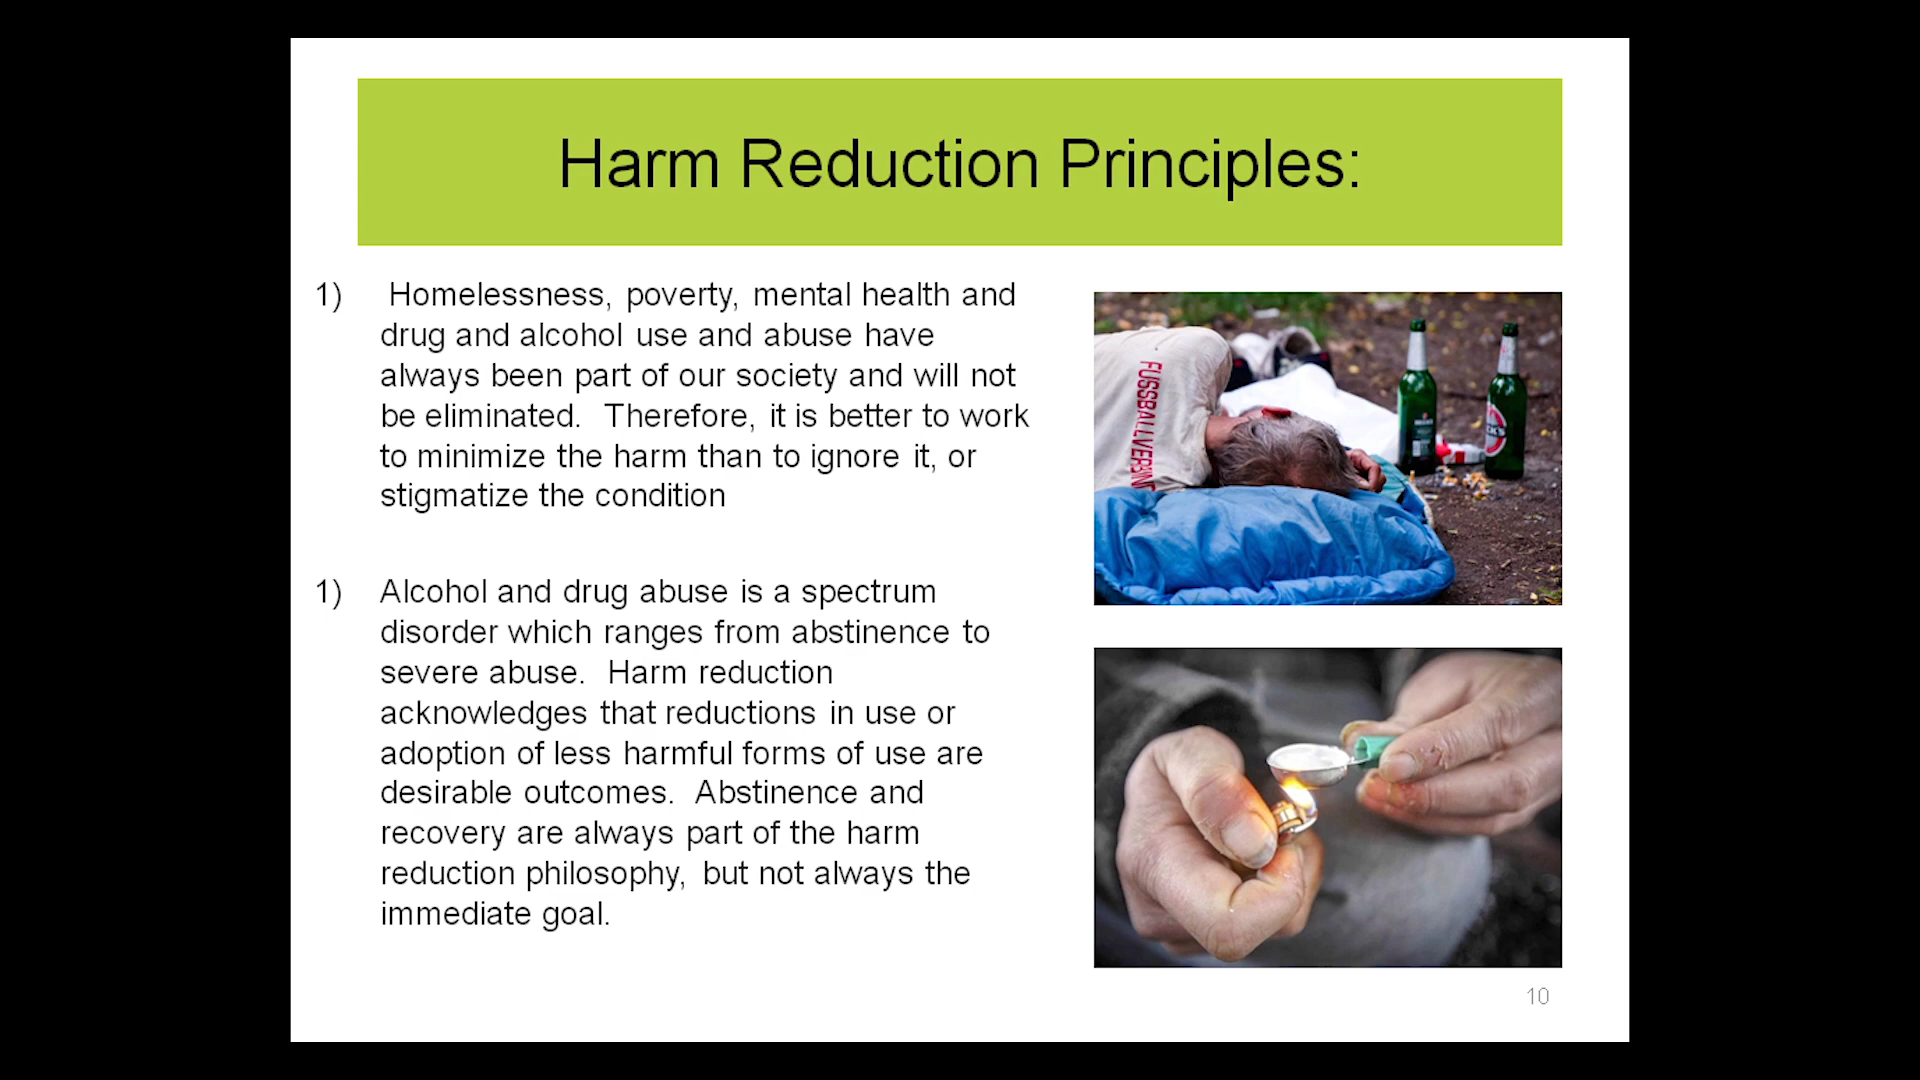 Harm Reduction Principles:
1) Homelessness, poverty, mental health and
drug and alcohol use and abuse have
always been part of our society and will not
be eliminated. Therefore, it is better to work
to minimize the harm than to ignore it, or
stigmatize the condition
1) Alcohol and drug abuse is a spectrum
disorder which ranges from abstinence to
severe abuse. Harm reduction
acknowledges that reductions in use or
adoption of less harmful forms of use are
desirable outcomes. Abstinence and
recovery are always part of the harm
reduction philosophy, but not always the
immediate goal.
FUSSBALLVEREIN
10